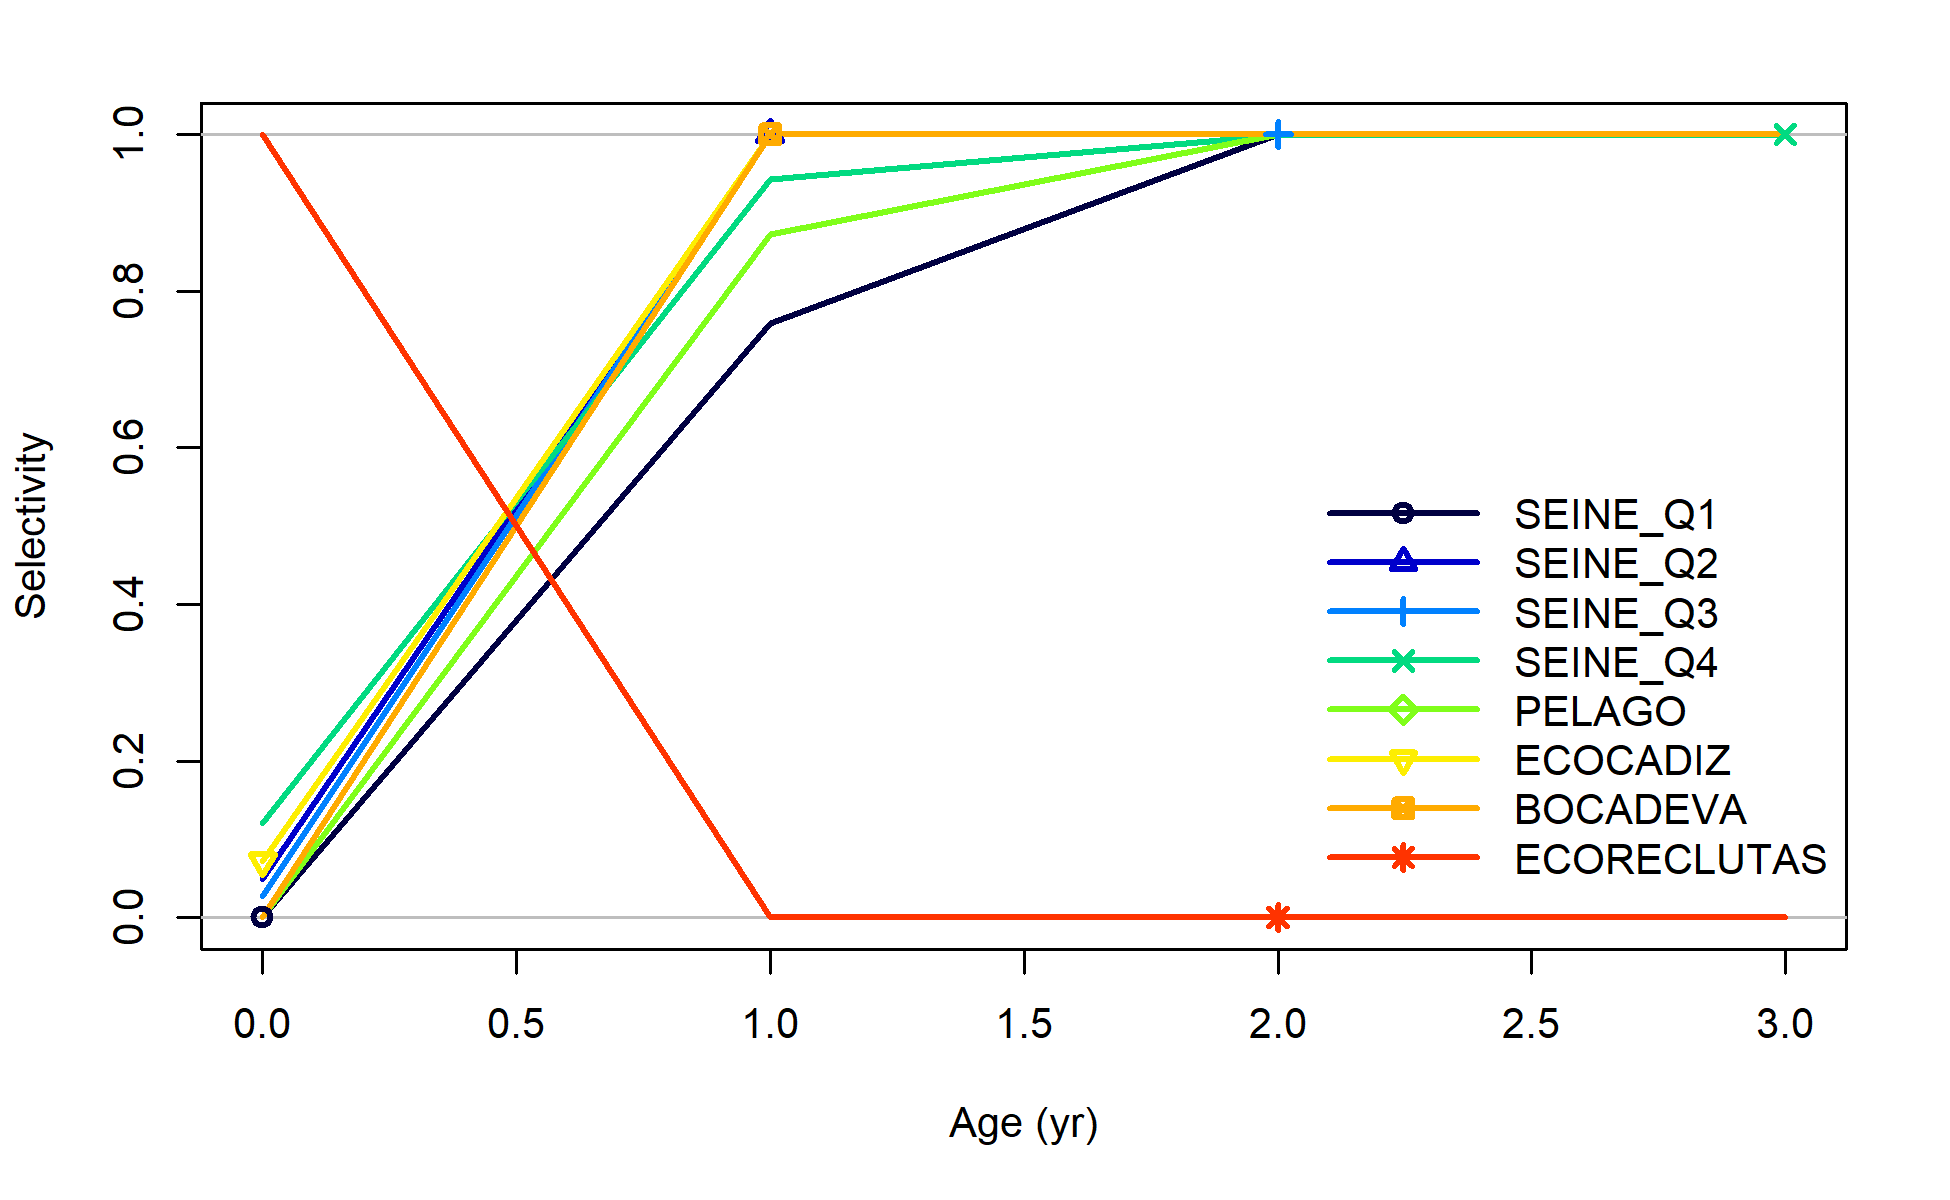 1.0
0.8
0.6
0.4
0.2
0.0
Selectivity
SEINE_Q1
SEINE_Q2
SEINE_Q3
SEINE_Q4
PELAGO
ECOCADIZ
BOCADEVA
ECORECLUTAS
0.0 0.5 1.0 1.5 2.0 2.5 3.0
Age (yr)